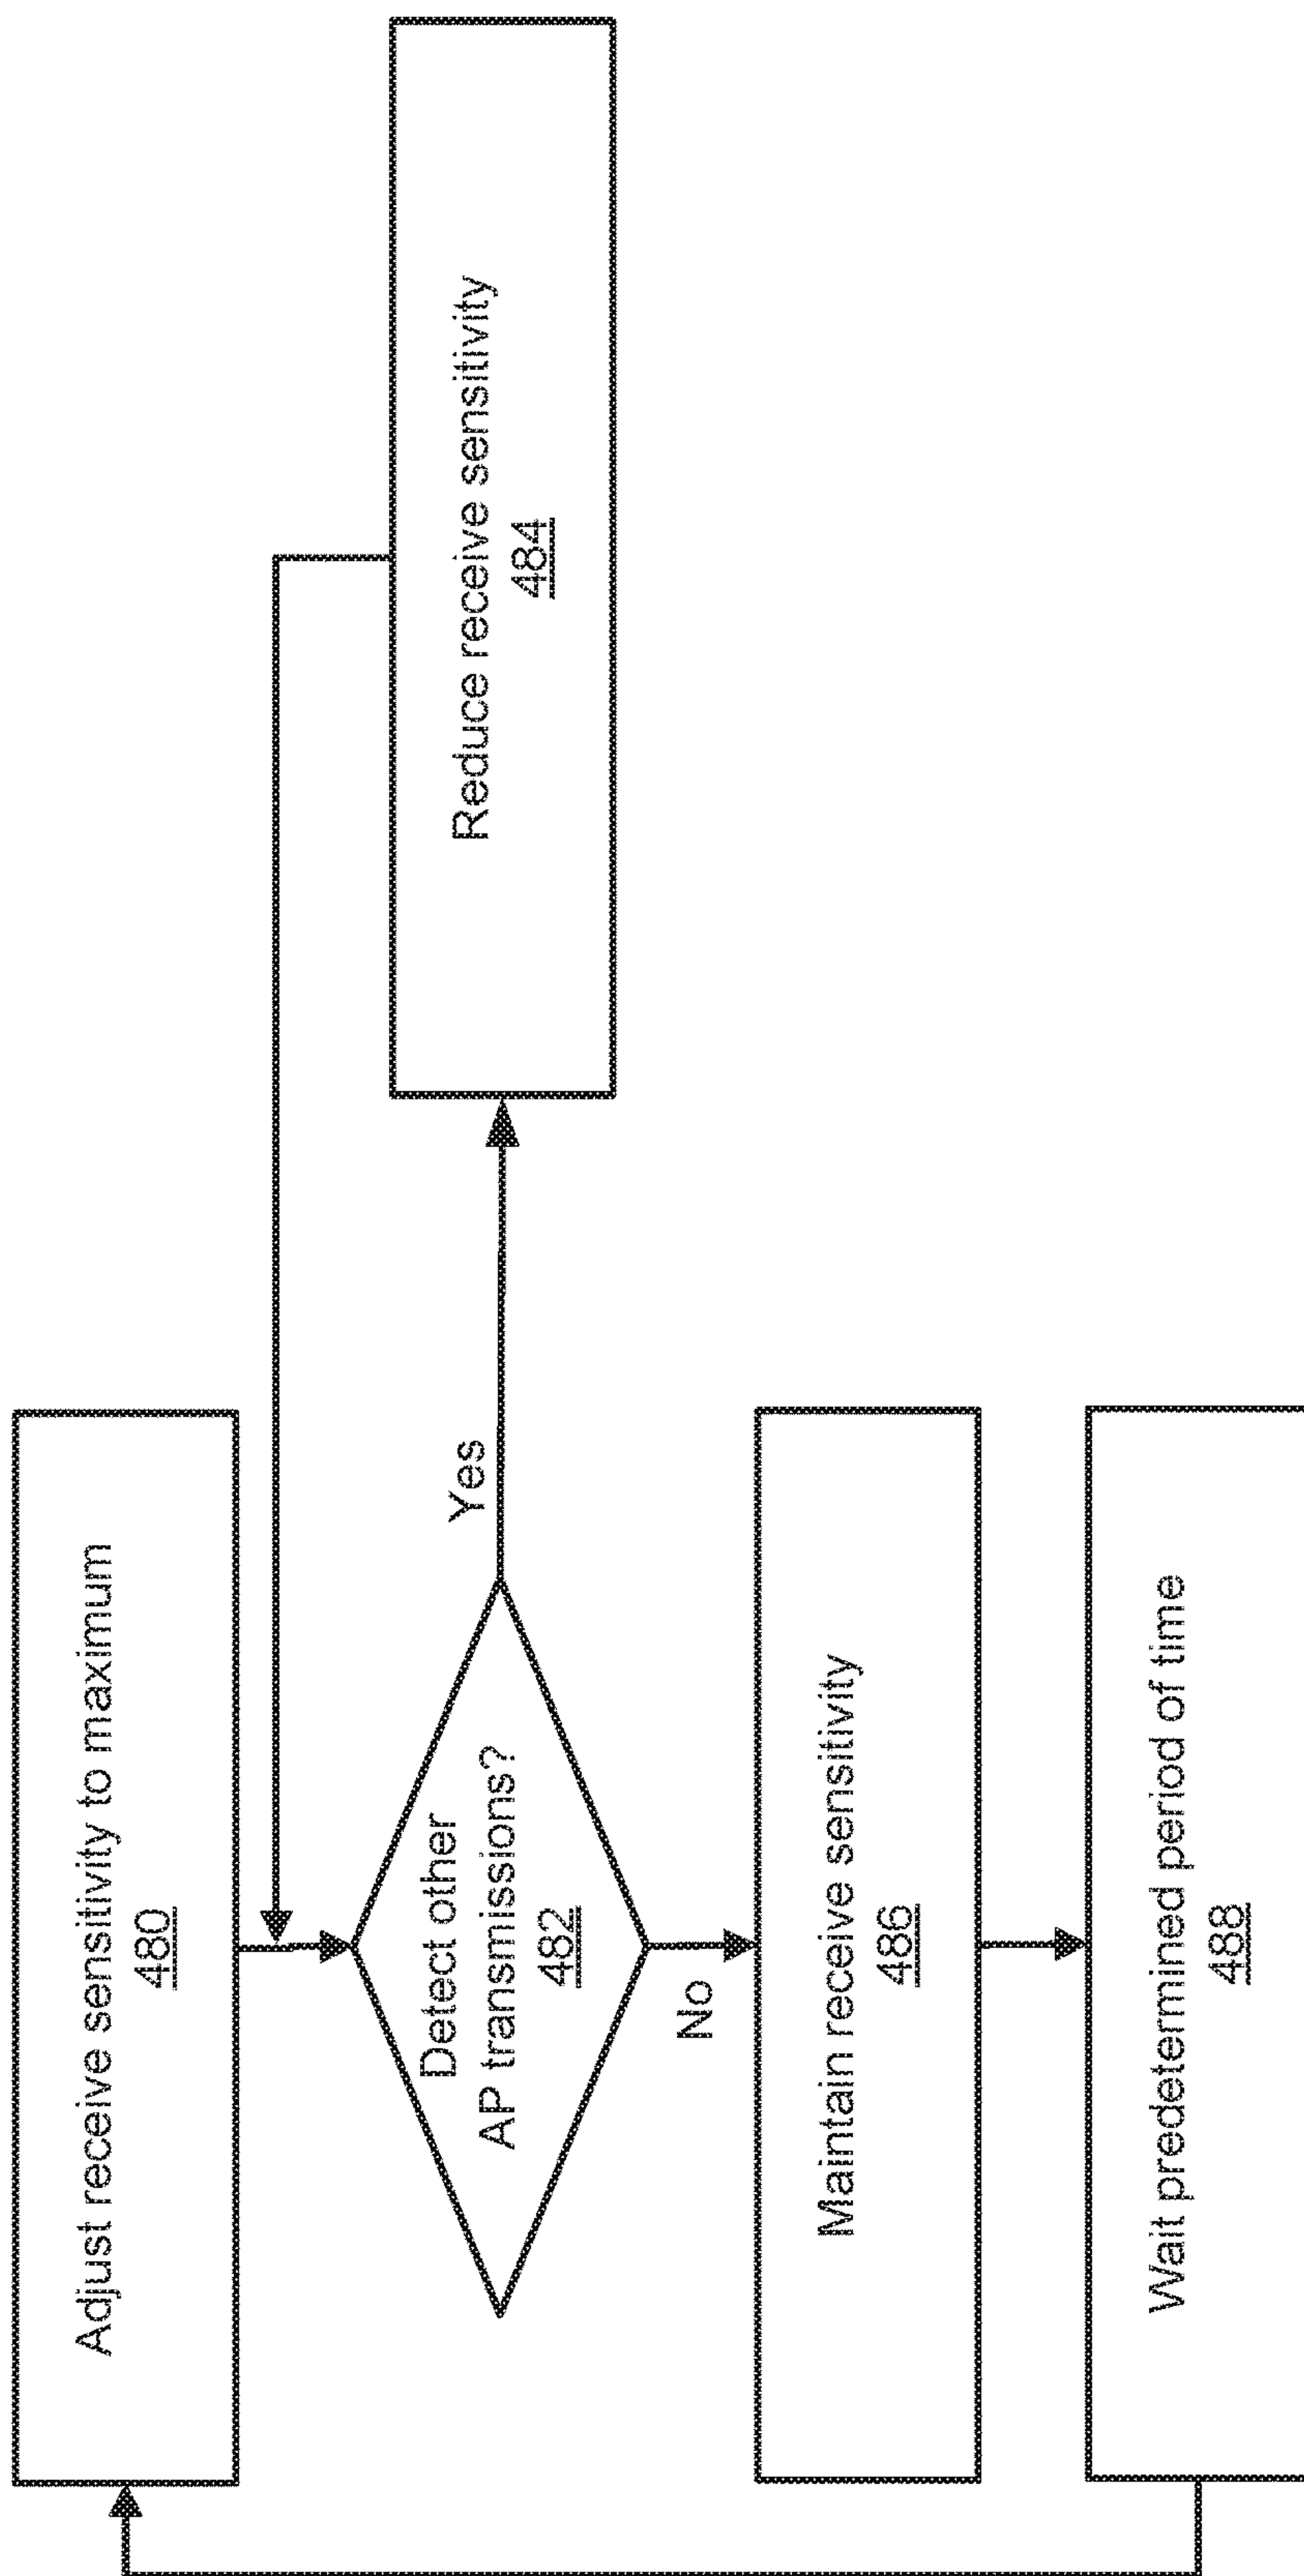 Adjust receive sensitivity to maximum
480
Detect other
AP transmissions?
482
Yes
Reduce receive sensitivity
484
No
Maintain receive sensitivity
486
Wait predetermined period of time
488